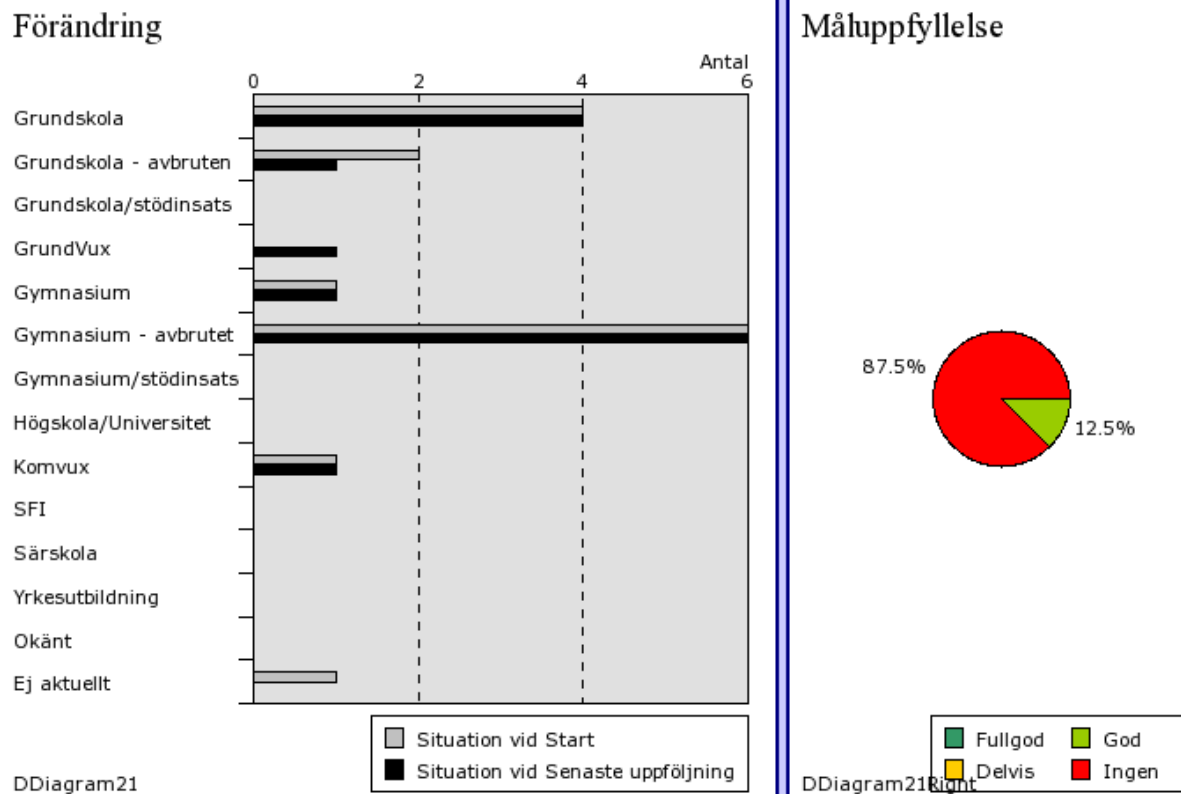 Förändring
Antal
0 2 4 6
Grundskola
Grundskola - avbruten
Grundskola/stödinsats
GrundVux
Gymnasium
Gymnasium - avbrutet
Gymnasium/stödinsats
Högskola/Universitet
Komvux
SFI
Särskola
Yrkesutbildning
Okänt
Ej aktuellt
Situation vid Start
Situation vid Senaste uppföljning
DDiagram21
Måluppfyllelse
87.5%
12.5%
Fullgod God
Delvis Ingen
DDiagram21Right